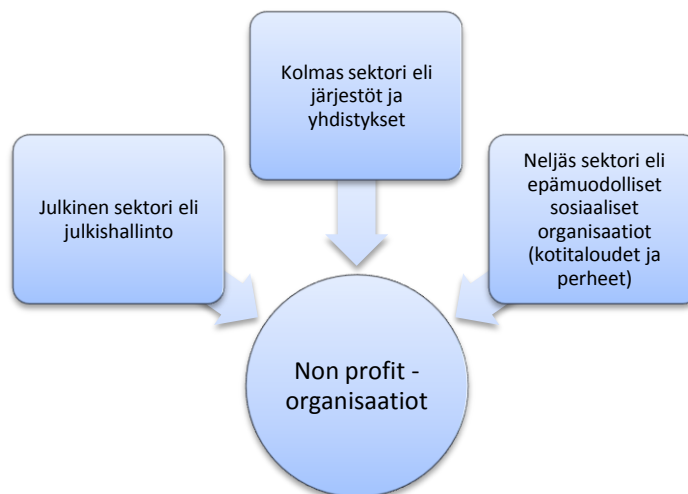 Kolmas sektori eli
järjestöt ja
yhdistykset
Julkinen sektori eli
julkishallinto
Neljäs sektori eli
epämuodolliset
sosiaaliset
organisaatiot
(kotitaloudet ja
perheet)
Non profit -
organisaatiot